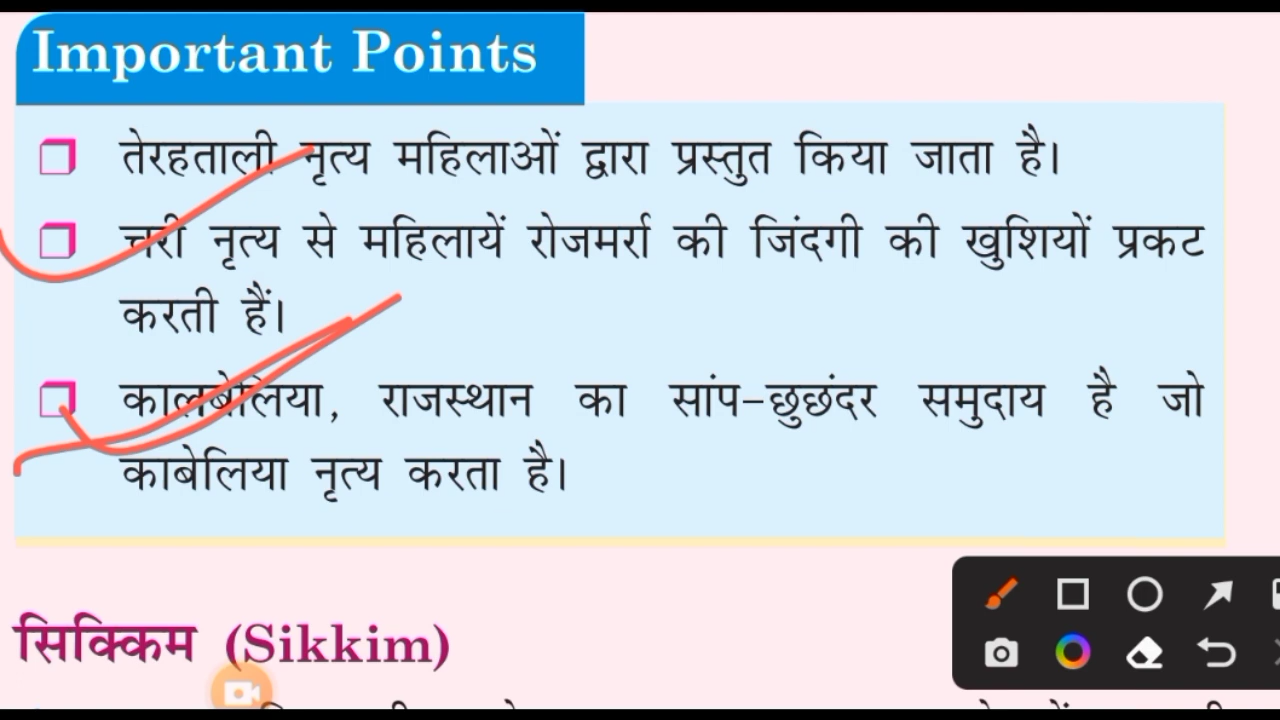 Important Points
तेरहताली नृत्य महिलाओं द्वारा प्रस्तुत किया जाता है।
चरी नृत्य से महिलायें रोजमर्रा की जिंदगी की खुशियों प्रकट
करती हैं।
कालबेलिया, राजस्थान का सांप-छुछंदर समुदाय है जो
काबेलिया नृत्य करता है।
सिक्किम (Sikkim)